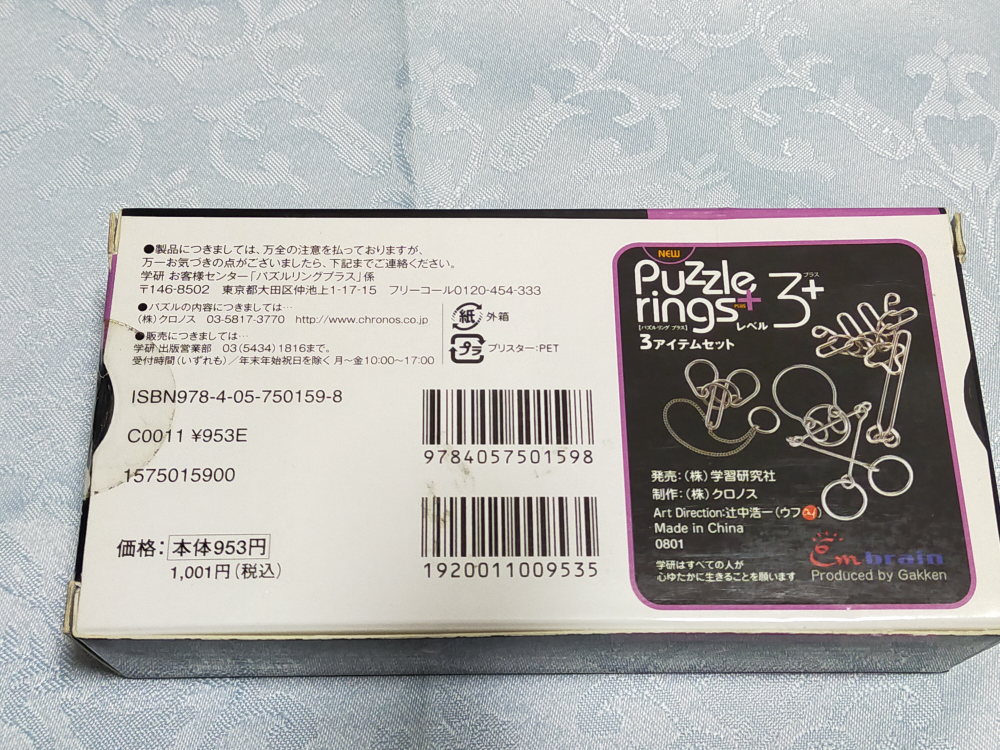 ●製品につきましては、万全の注意を払っておりますが、
万一お気づきの点がございましたら、下記までご連絡ください。
学研 お客様センター「パズルリングプラス」係
〒146-8502 東京都大田区仲池上1-17-15 フリーコール0120-454-333
●パズルの内容につきましては…
(株)クロノス 03-5817-3770 http://www.chronos.co.jp
●販売につきましては…
学研 出版営業部 03(5434)1816まで。
受付時間(いずれも)/年末年始祝日を除く 月〜金10:00〜17:00
紙 外箱
プラ ブリスター:PET
ISBN978-4-05-750159-8
C0011 ¥953E
1575015900
価格: 本体953円
1,001円(税込)
9784057501598
1920011009535
NEW
Puzzle
rings+
PLUS
[パズルリング プラス]
レベル
3+
プラス
3アイテムセット
発売:(株)学習研究社
制作:(株)クロノス
Art Direction:辻中浩一(ウフ)
Made in China
0801
学研はすべての人が
心ゆたかに生きることを願います
Embrain
Produced by Gakken